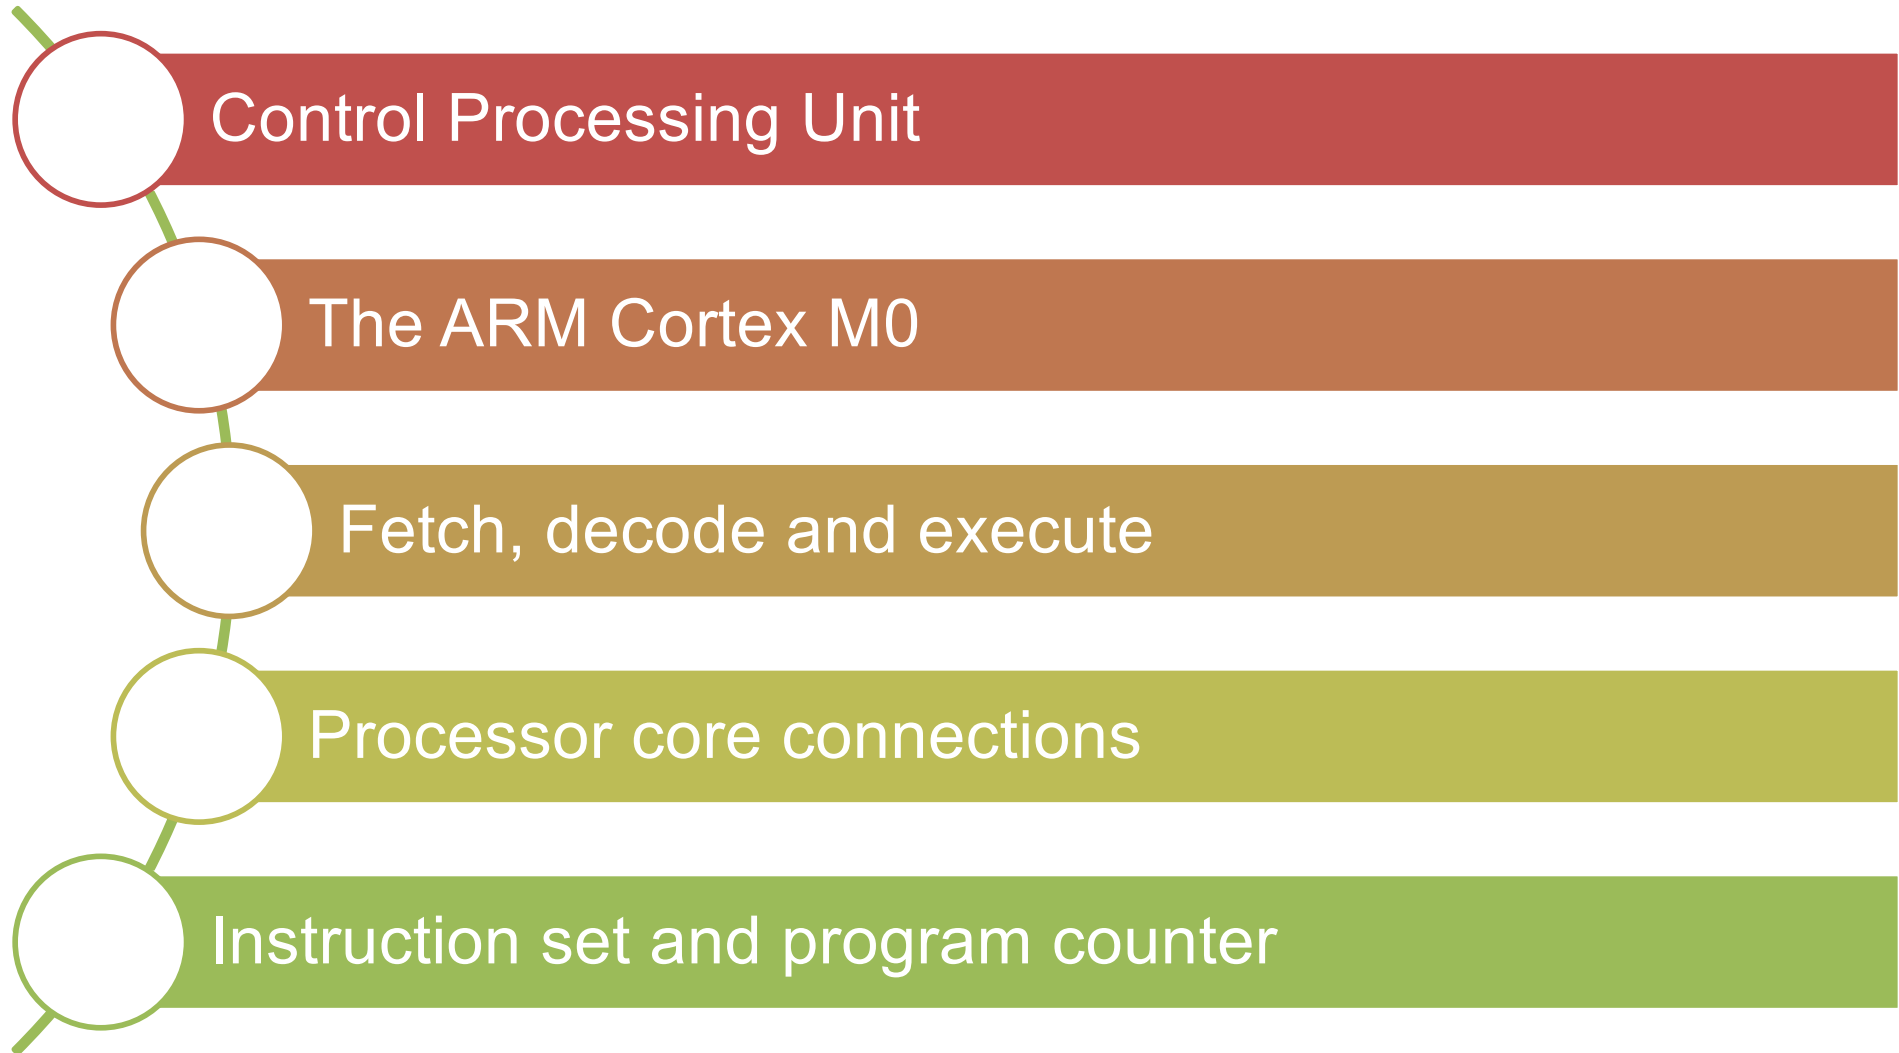 Control Processing Unit
The ARM Cortex M0
Fetch, decode and execute
Processor core connections
Instruction set and program counter